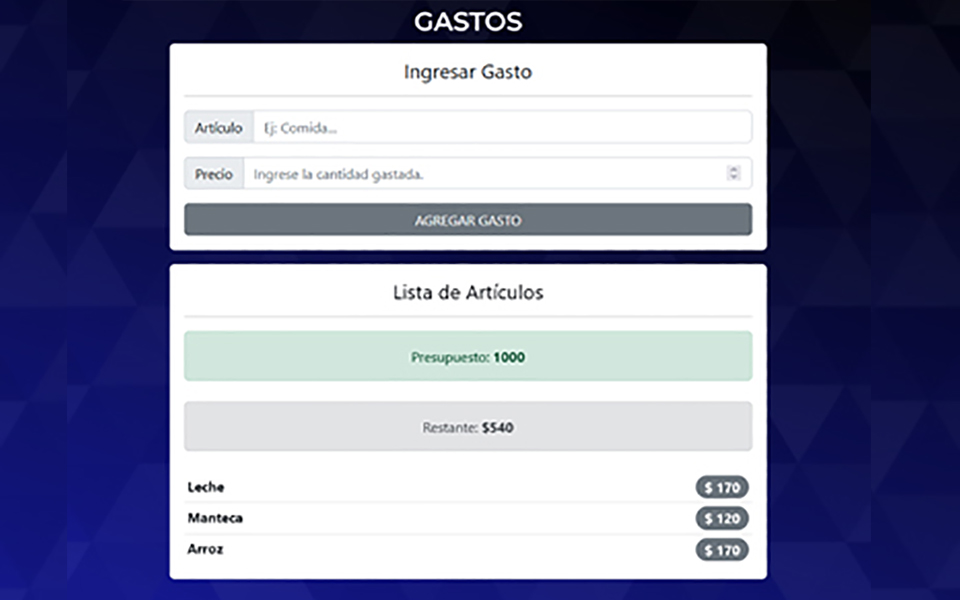 GASTOS
Ingresar Gasto
Artículo Ej: Comida...
Precio Ingrese la cantidad gastada.
AGREGAR GASTO
Lista de Artículos
Presupuesto: 1000
Restante: $540
Leche $ 170
Manteca $ 120
Arroz $ 170